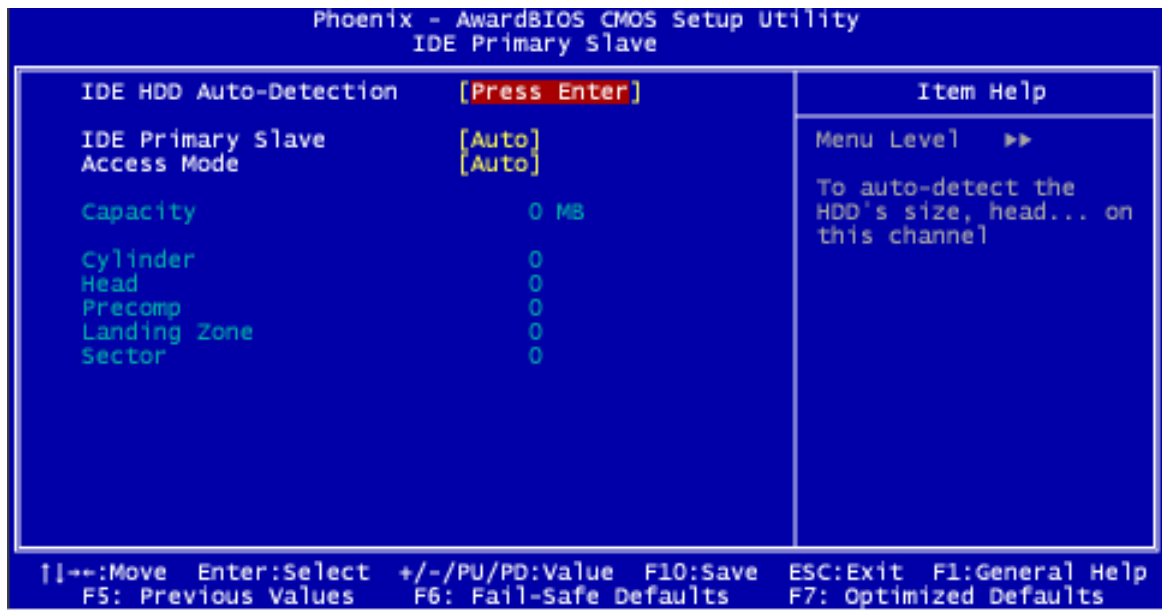 Phoenix - AwardBIOS CMOS Setup Utility
IDE Primary Slave
IDE HDD Auto-Detection [Press Enter]
IDE Primary Slave [Auto]
Access Mode [Auto]
Capacity 0 MB
Cylinder 0
Head 0
Precomp 0
Landing Zone 0
Sector 0
Item Help
Menu Level ▶▶
To auto-detect the
HDD's size, head... on
this channel
↑↓→←:Move Enter:Select +/-/PU/PD:Value F10:Save ESC:Exit F1:General Help
F5: Previous Values F6: Fail-Safe Defaults F7: Optimized Defaults